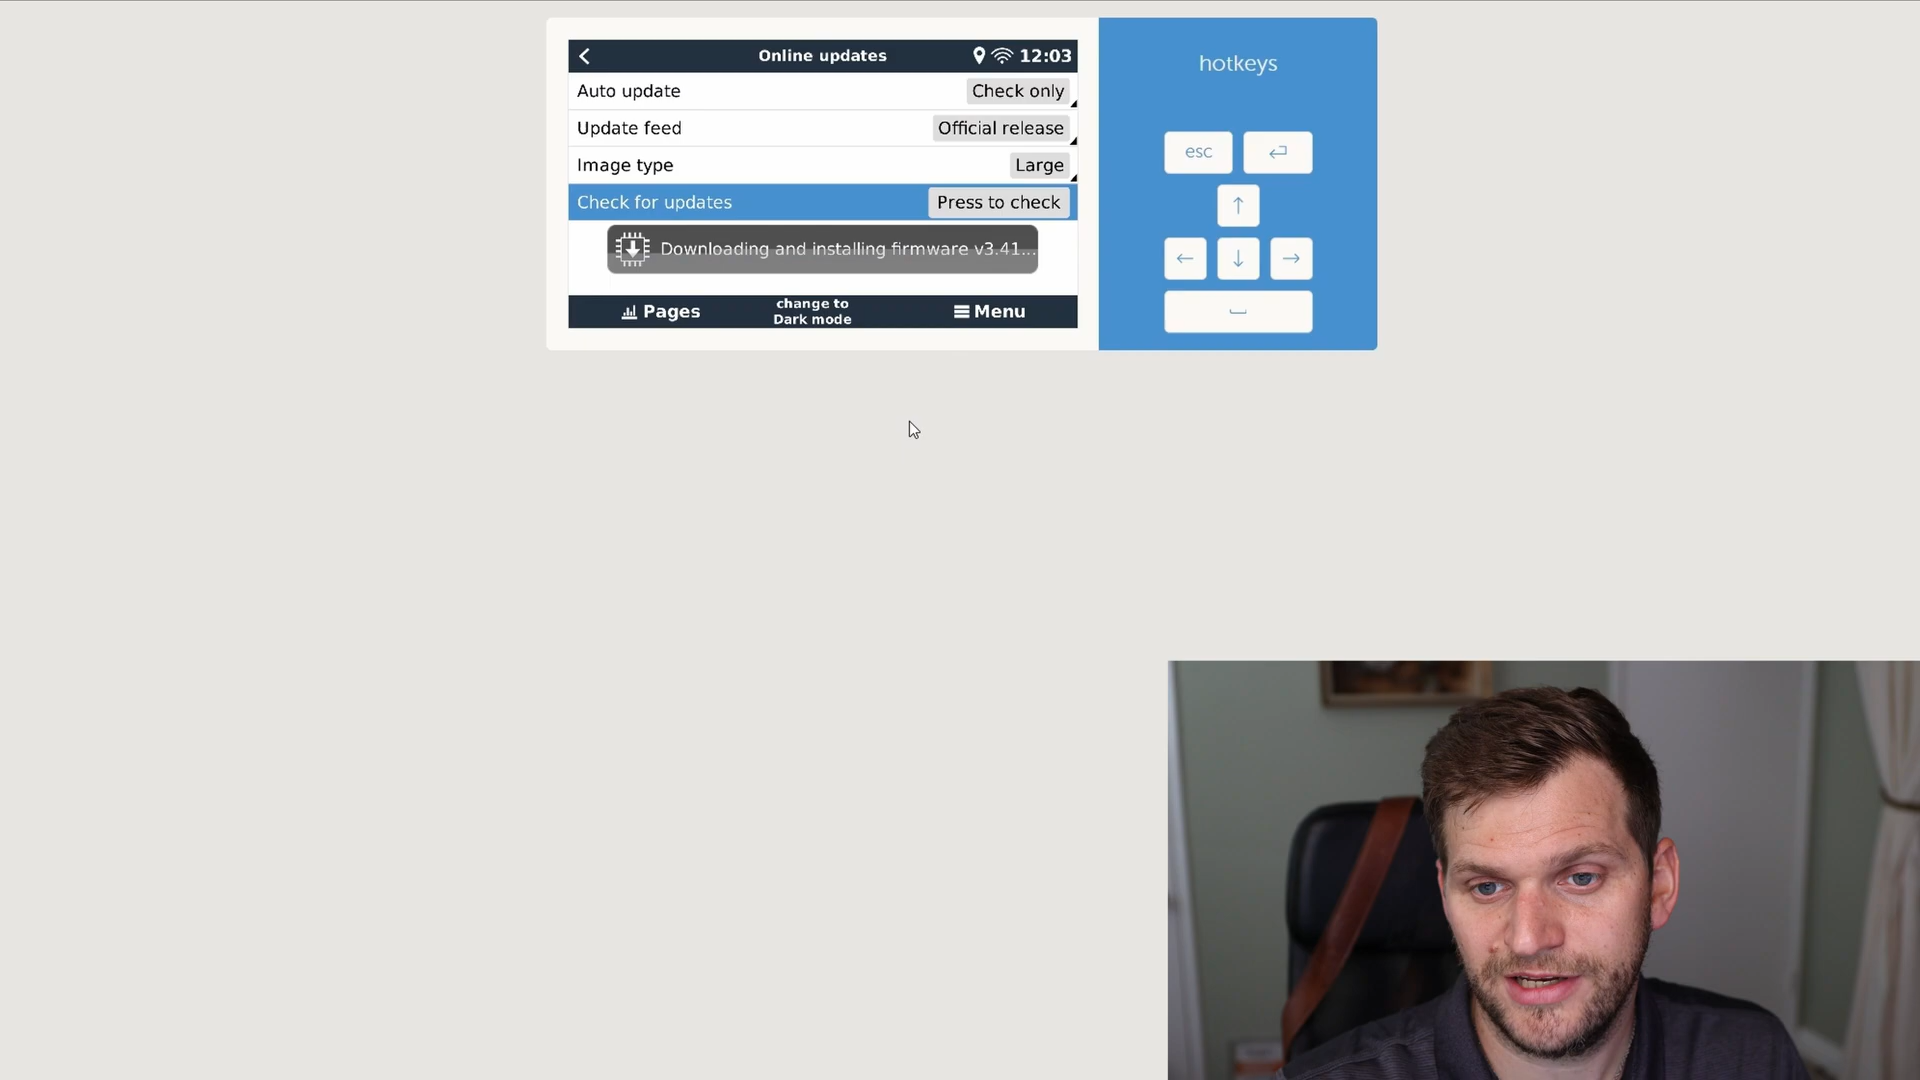 Online updates
12:03
Auto update
Check only
Update feed
Official release
Image type
Large
Check for updates
Press to check
Downloading and installing firmware v3.41...
Pages
change to
Dark mode
Menu
hotkeys
esc